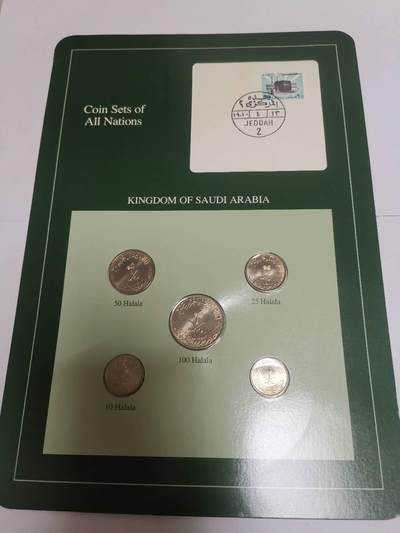 Coin Sets of
All Nations
JEDDAH
2
KINGDOM OF SAUDI ARABIA
50 Halala
25 Halala
100 Halala
10 Halala